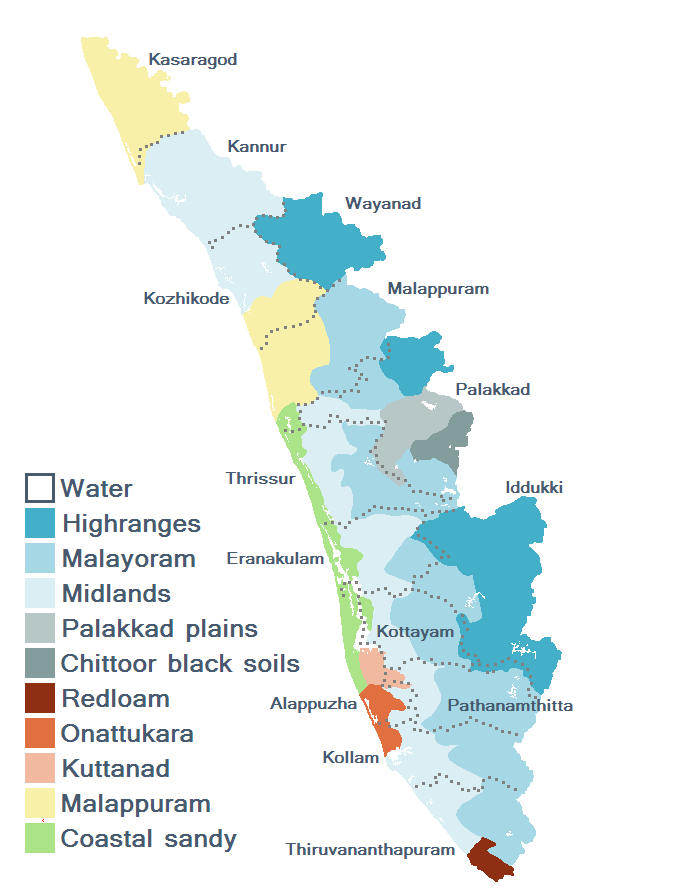 Kasaragod
Kannur
Wayanad
Malappuram
Kozhikode
Palakkad
Thrissur
Iddukki
Eranakulam
Kottayam
Alappuzha
Pathanamthitta
Kollam
Thiruvananthapuram
Water
Highranges
Malayoram
Midlands
Palakkad plains
Chittoor black soils
Redloam
Onattukara
Kuttanad
Malappuram
Coastal sandy